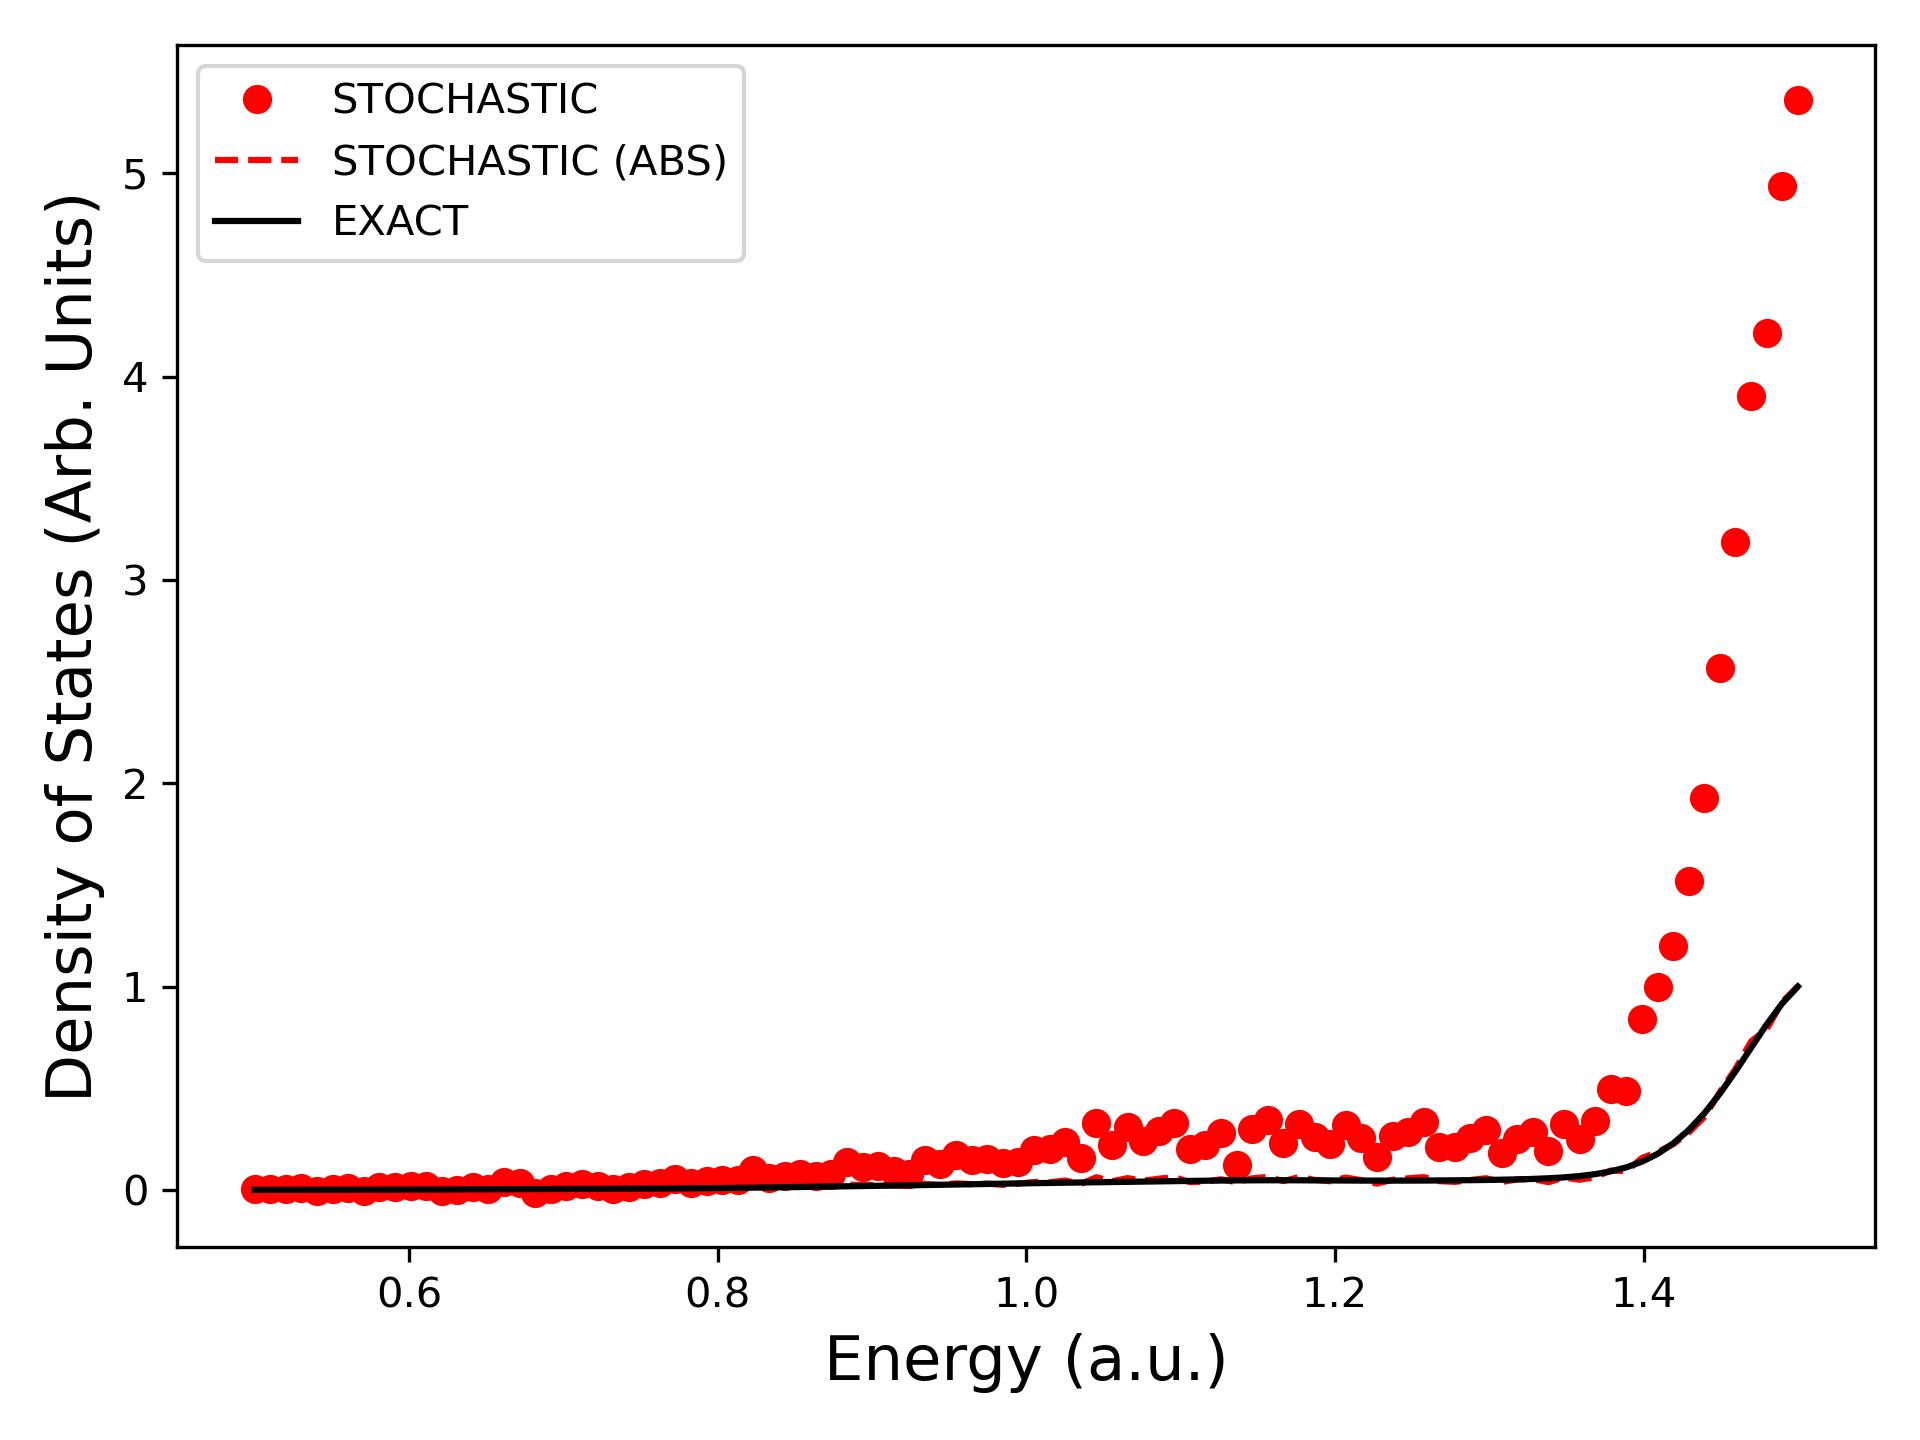 STOCHASTIC
STOCHASTIC (ABS)
EXACT
Density of States (Arb. Units)
5
4
3
2
1
0
0.6 0.8 1.0 1.2 1.4
Energy (a.u.)